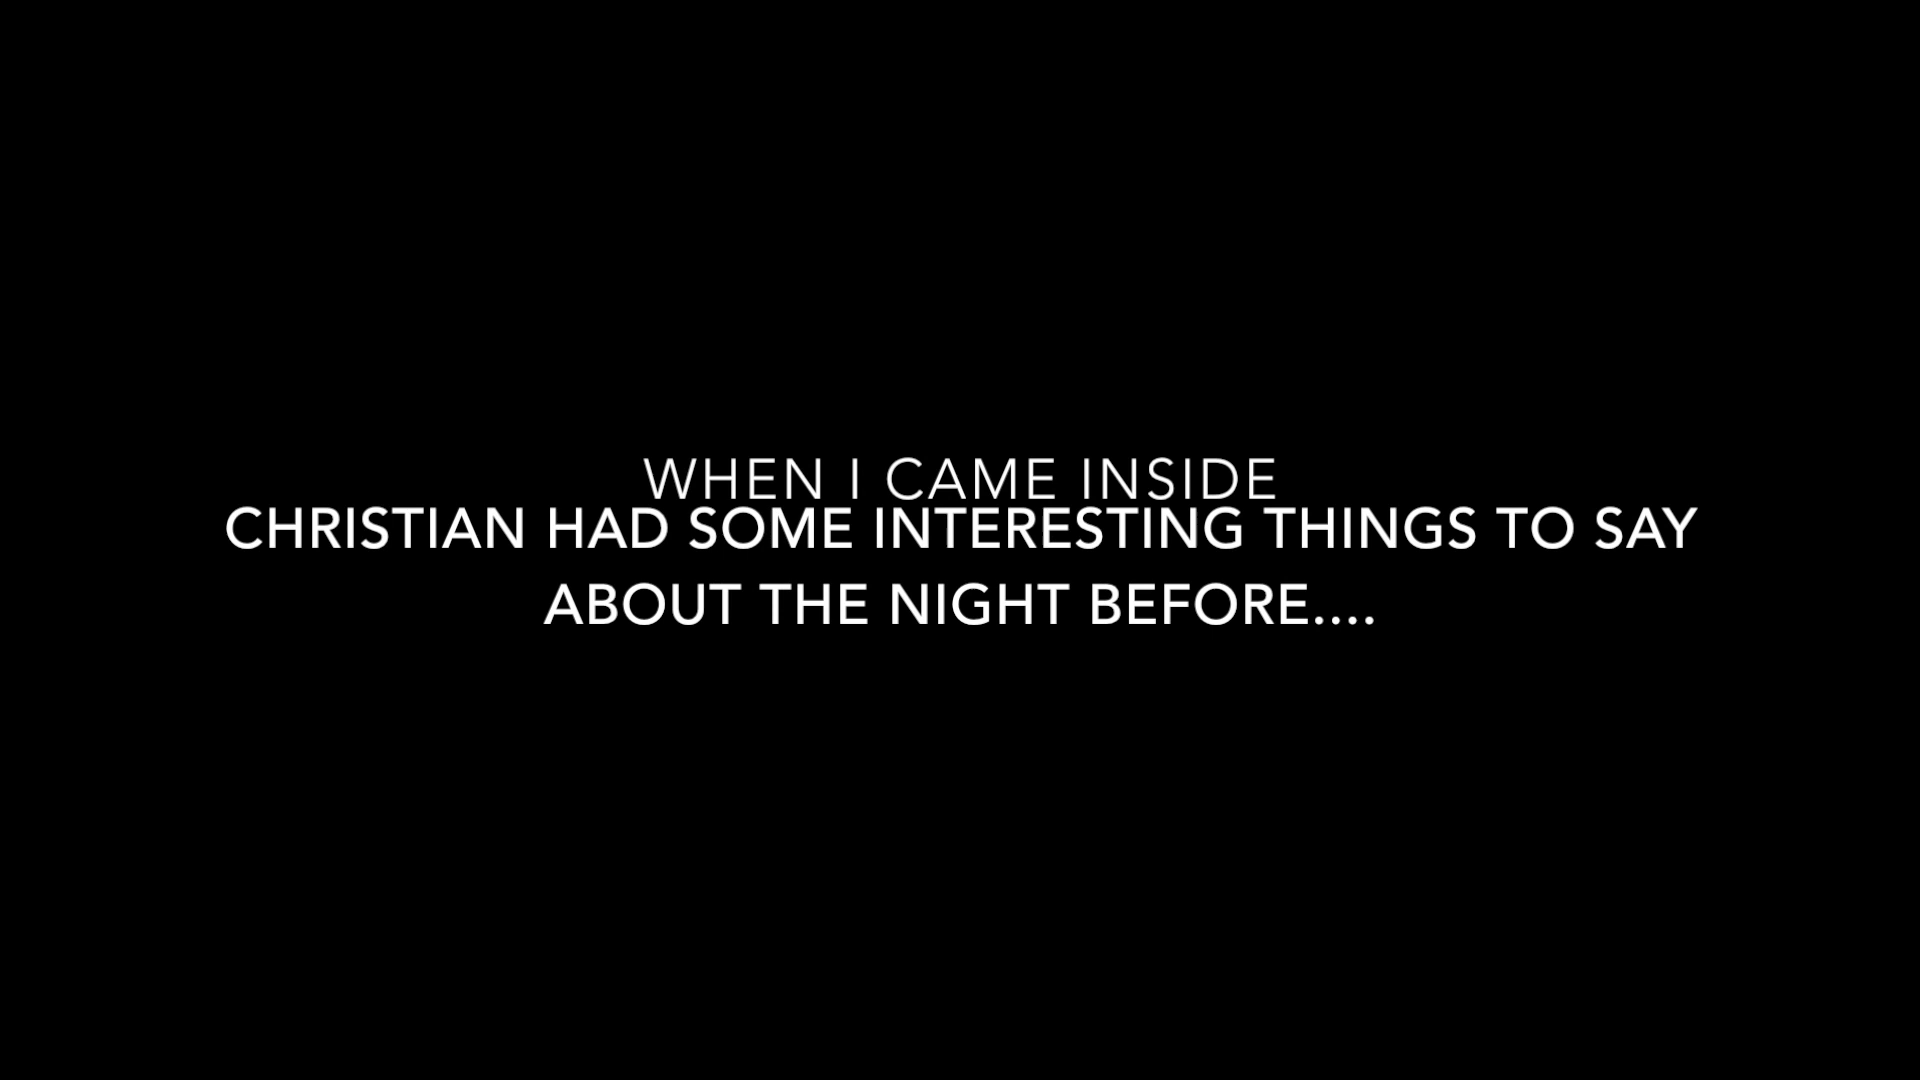 WHEN I CAME INSIDE
CHRISTIAN HAD SOME INTERESTING THINGS TO SAY
ABOUT THE NIGHT BEFORE....